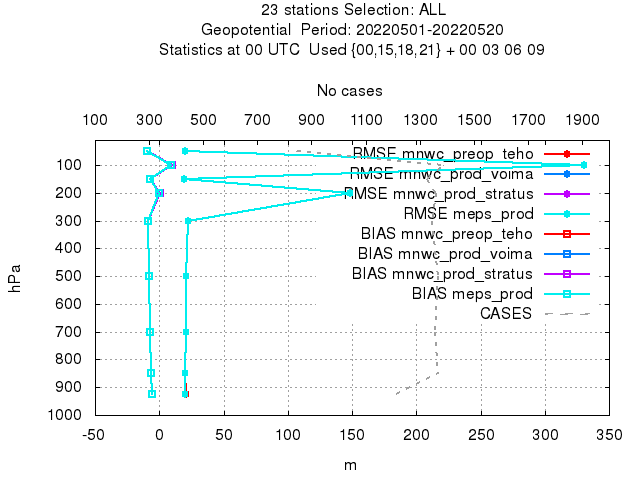 23 stations Selection: ALL
Geopotential  Period: 20220501-20220520
Statistics at 00 UTC  Used {00,15,18,21} + 00 03 06 09
No cases
100 300 500 700 900 1100 1300 1500 1700 1900
RMSE mnwc_preop_teho
100 RMSE mnwc_prod_voima
200 RMSE mnwc_prod_stratus
RMSE meps_prod
300 BIAS mnwc_preop_teho
400 BIAS mnwc_prod_voima
BIAS mnwc_prod_stratus
500 BIAS meps_prod
600 CASES
700
800
900
1000
hPa
-50 0 50 100 150 200 250 300 350
m